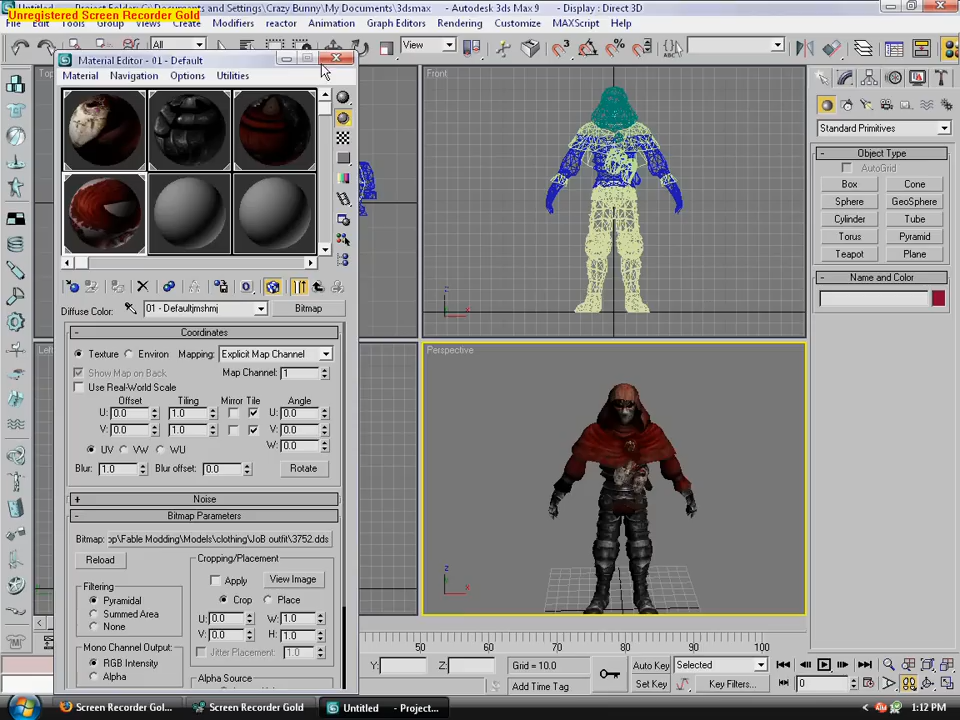 Unregistered Screen Recorder Gold
Untitled
C:\Documents and Settings\Crazy Bunny\My Documents\3dsmax - Autodesk 3ds Max 9 - Display : Direct 3D
File Edit Tools Group Views Create Modifiers reactor Animation Graph Editors Rendering Customize MAXScript Help
All
View
Material Editor - 01 - Default
Material Navigation Options Utilities
Diffuse Color:
01 - Defaultjmshmj
Bitmap
Coordinates
Texture Environ Mapping: Explicit Map Channel
Show Map on Back Map Channel: 1
Use Real-World Scale
Offset Tiling Mirror Tile Angle
U: 0.0 1.0 U: 0.0
V: 0.0 1.0 V: 0.0
W: 0.0
UV VW WU
Blur: 1.0 Blur offset: 0.0 Rotate
Noise
Bitmap Parameters
Bitmap: op\Fable Modding\Models\clothing\JoB outfit\3752.dds
Reload
Cropping/Placement
Apply View Image
Crop Place
U: 0.0 W: 1.0
V: 0.0 H: 1.0
Jitter Placement: 1.0
Filtering
Pyramidal
Summed Area
None
Mono Channel Output:
RGB Intensity
Alpha
Alpha Source
Top
Front
Left
Perspective
Standard Primitives
Object Type
AutoGrid
Box Cone
Sphere GeoSphere
Cylinder Tube
Torus Pyramid
Teapot Plane
Name and Color
50 60 70 80 90 100
Y: Z: Grid = 10.0
Add Time Tag
Auto Key Selected
Set Key Key Filters...
0
Screen Recorder Gol...
Screen Recorder Gold
Untitled - Project...
1:12 PM